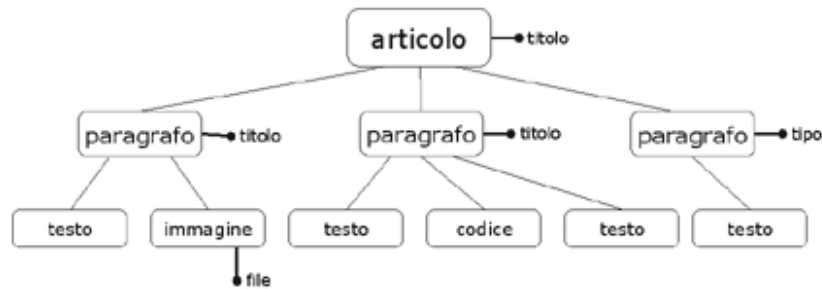 articolo titolo
paragrafo titolo paragrafo titolo paragrafo tipo
testo immagine testo codice testo testo
file